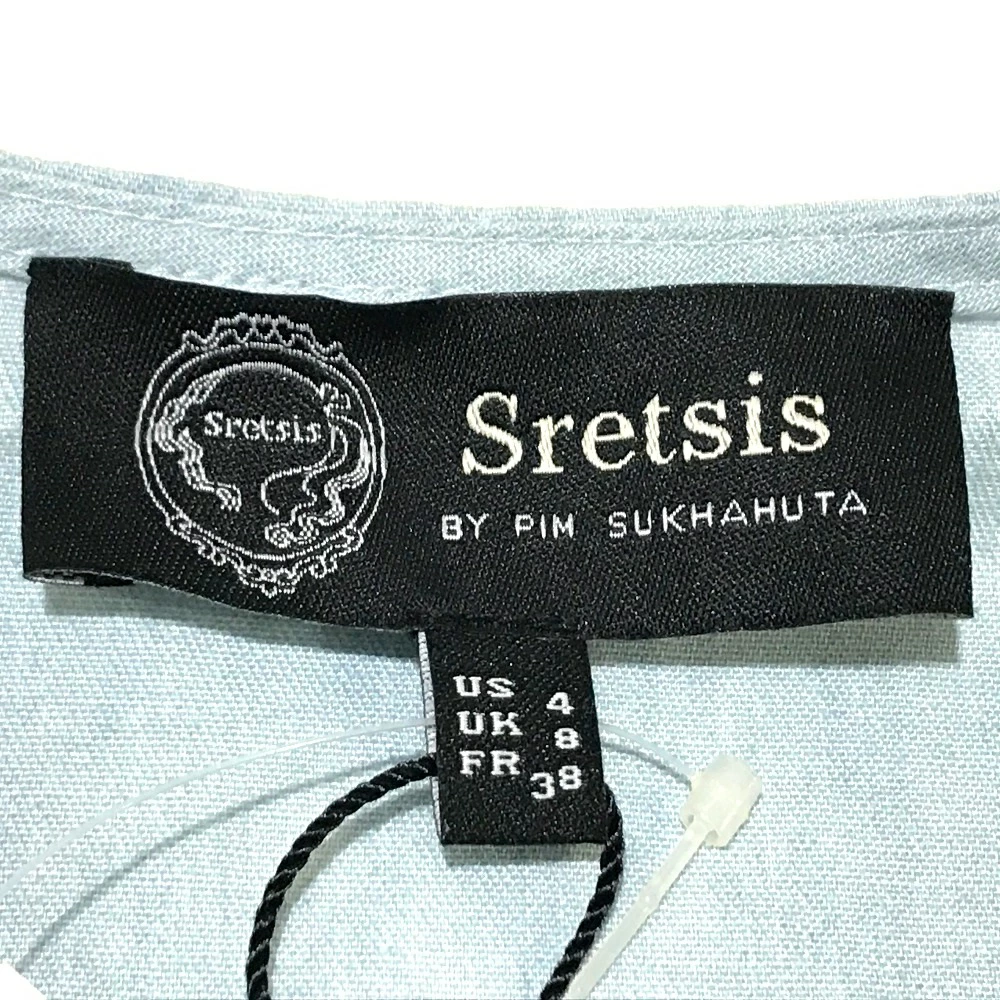 Sretsis
Sretsis
BY PIM SUKHAHUTA
US 4
UK 8
FR 38